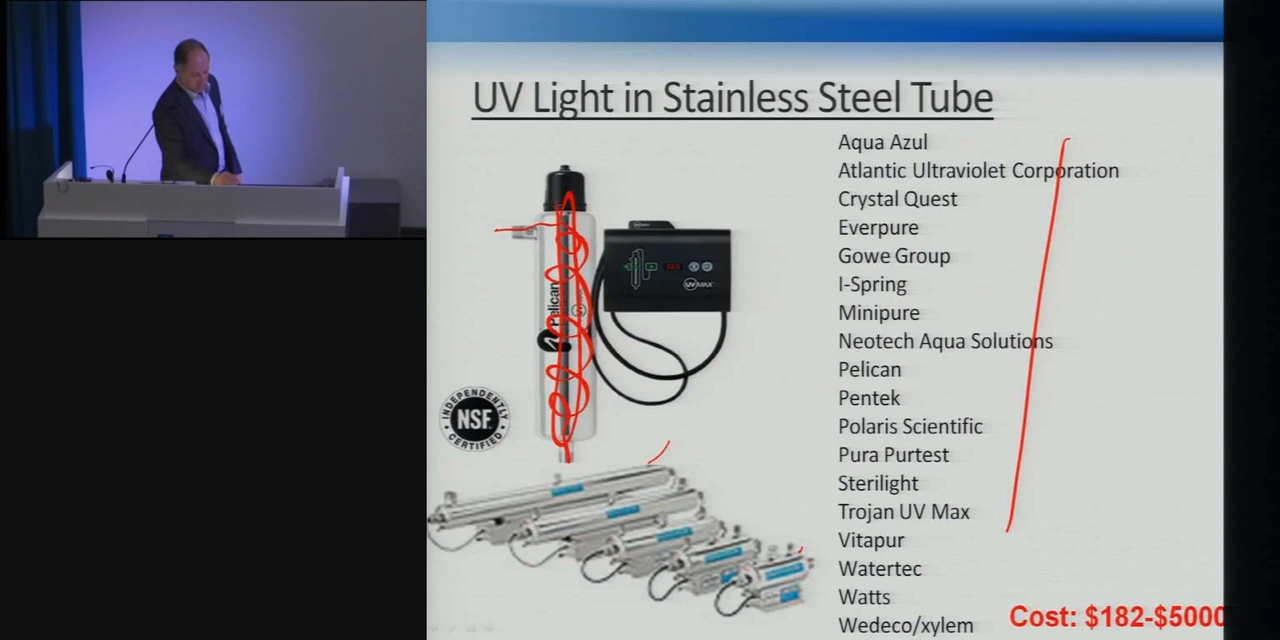 UV Light in Stainless Steel Tube
Aqua Azul
Atlantic Ultraviolet Corporation
Crystal Quest
Everpure
Gowe Group
I-Spring
Minipure
Neotech Aqua Solutions
Pelican
Pentek
Polaris Scientific
Pura Purtest
Sterilight
Trojan UV Max
Vitapur
Watertec
Watts
Wedeco/xylem
Pelican
UV MAX
INDEPENDENTLY
NSF
CERTIFIED
Cost: $182-$5000